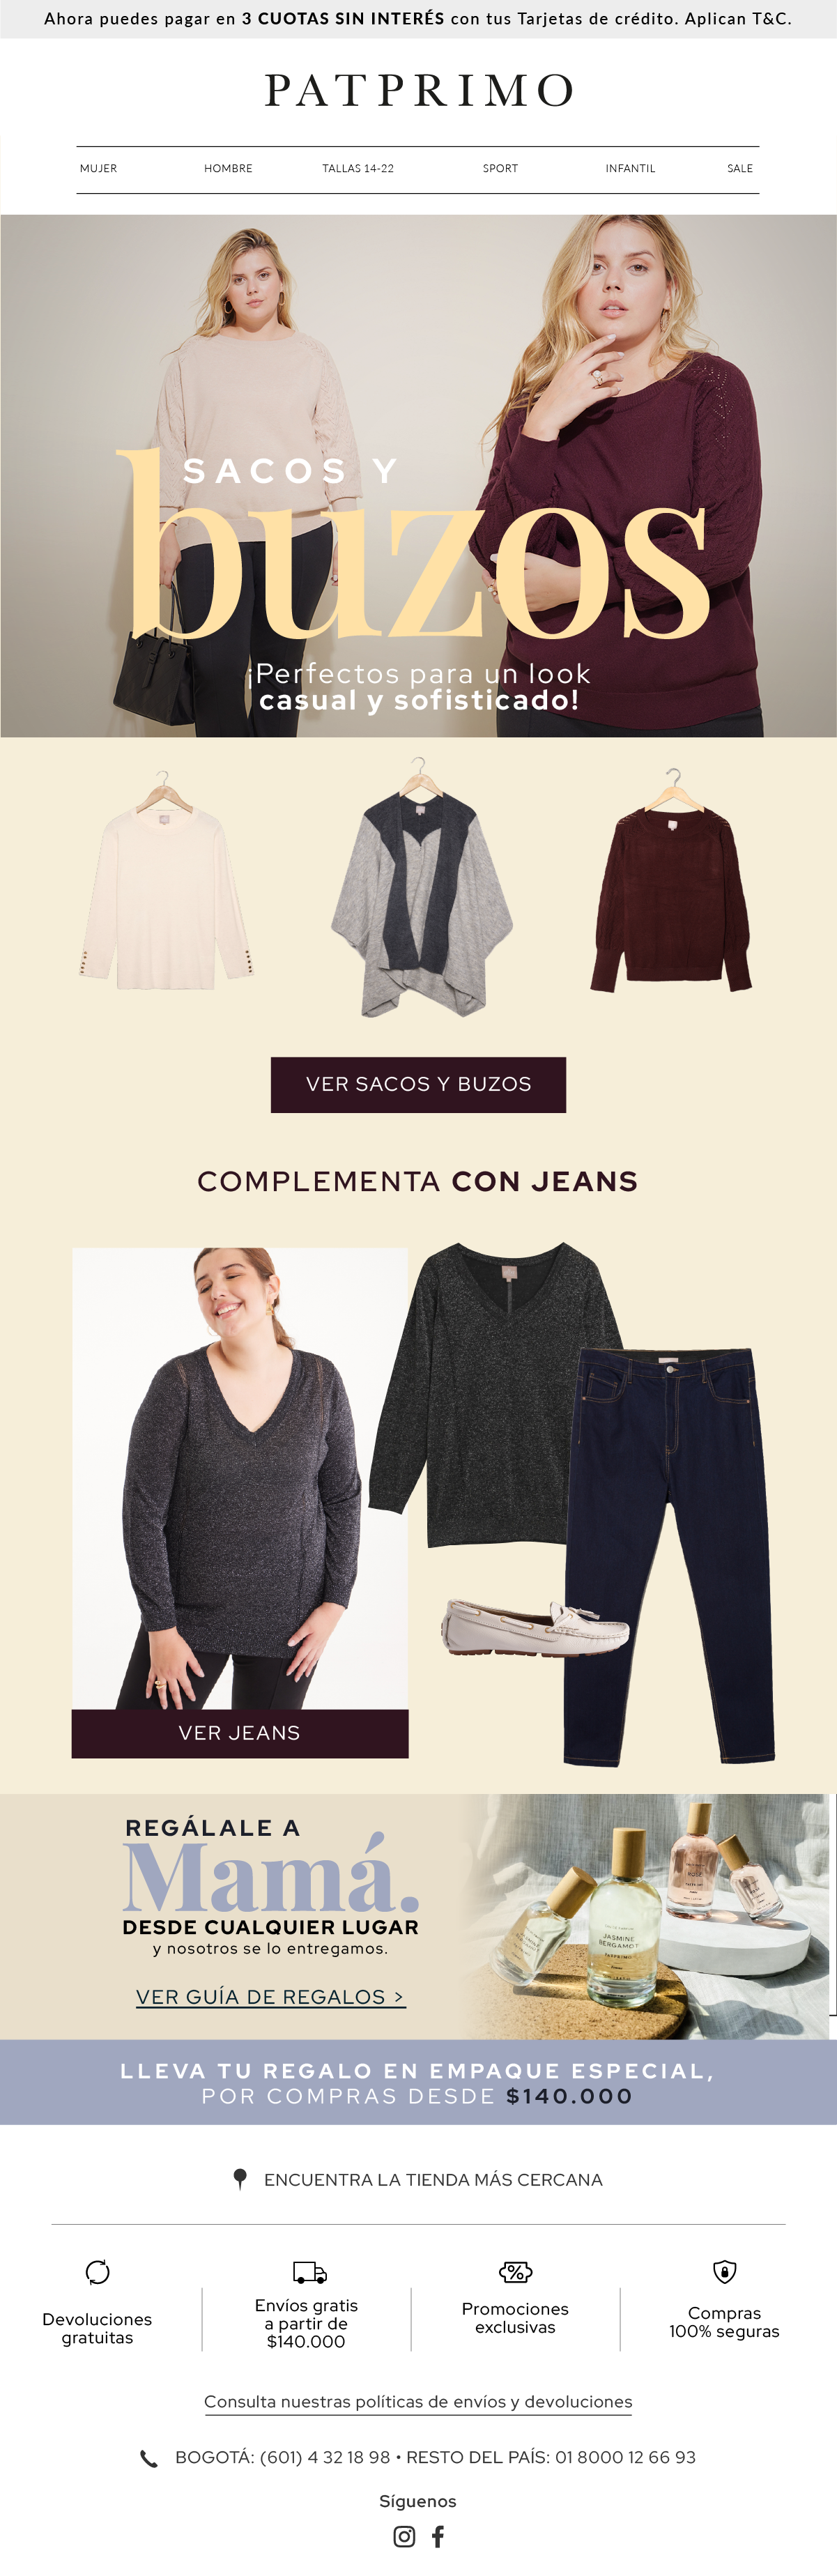 Ahora puedes pagar en 3 CUOTAS SIN INTERÉS con tus Tarjetas de crédito. Aplican T&C.
PATPRIMO
MUJER HOMBRE TALLAS 14-22 SPORT INFANTIL SALE
SACOS Y
buzos
¡Perfectos para un look
casual y sofisticado!
VER SACOS Y BUZOS
COMPLEMENTA CON JEANS
VER JEANS
REGÁLALE A
Mamá.
DESDE CUALQUIER LUGAR
y nosotros se lo entregamos.
VER GUÍA DE REGALOS >
ROSE
JASMINE
BERGAMOT
PATPRIMO
LLEVA TU REGALO EN EMPAQUE ESPECIAL,
POR COMPRAS DESDE $140.000
ENCUENTRA LA TIENDA MÁS CERCANA
Devoluciones
gratuitas
Envíos gratis
a partir de
$140.000
Promociones
exclusivas
Compras
100% seguras
Consulta nuestras políticas de envíos y devoluciones
BOGOTÁ: (601) 4 32 18 98 • RESTO DEL PAÍS: 01 8000 12 66 93
Síguenos